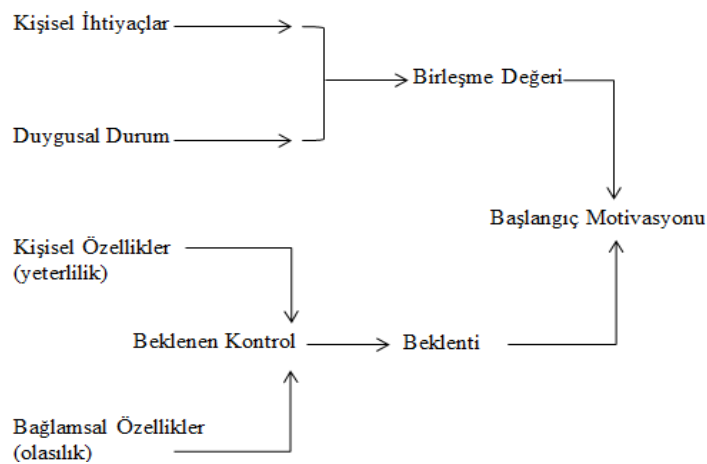 Kişisel İhtiyaçlar
Birleşme Değeri
Duygusal Durum
Başlangıç Motivasyonu
Kişisel Özellikler
(yeterlilik)
Beklenen Kontrol
Beklenti
Bağlamsal Özellikler
(olasılık)